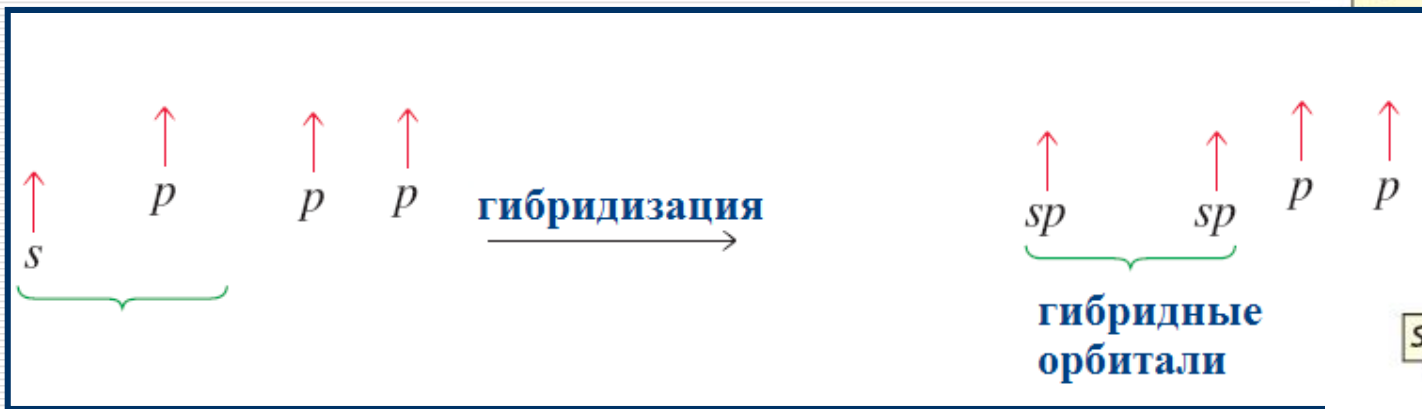 s p p p гибридизация sp sp p p
гибридные
орбитали